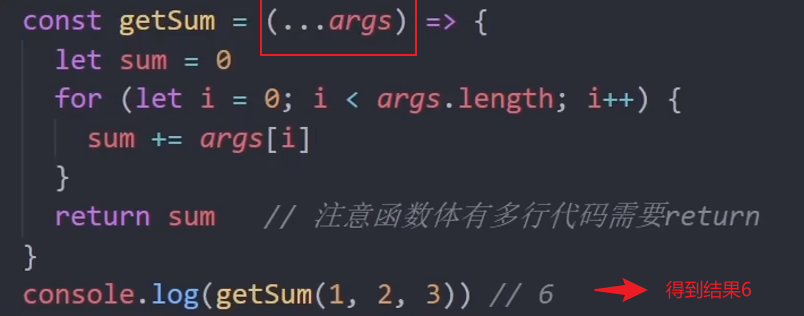 const getSum = (...args) => {
let sum = 0
for (let i = 0; i < args.length; i++) {
sum += args[i]
}
return sum // 注意函数体有多行代码需要return
}
console.log(getSum(1, 2, 3)) // 6 得到结果6